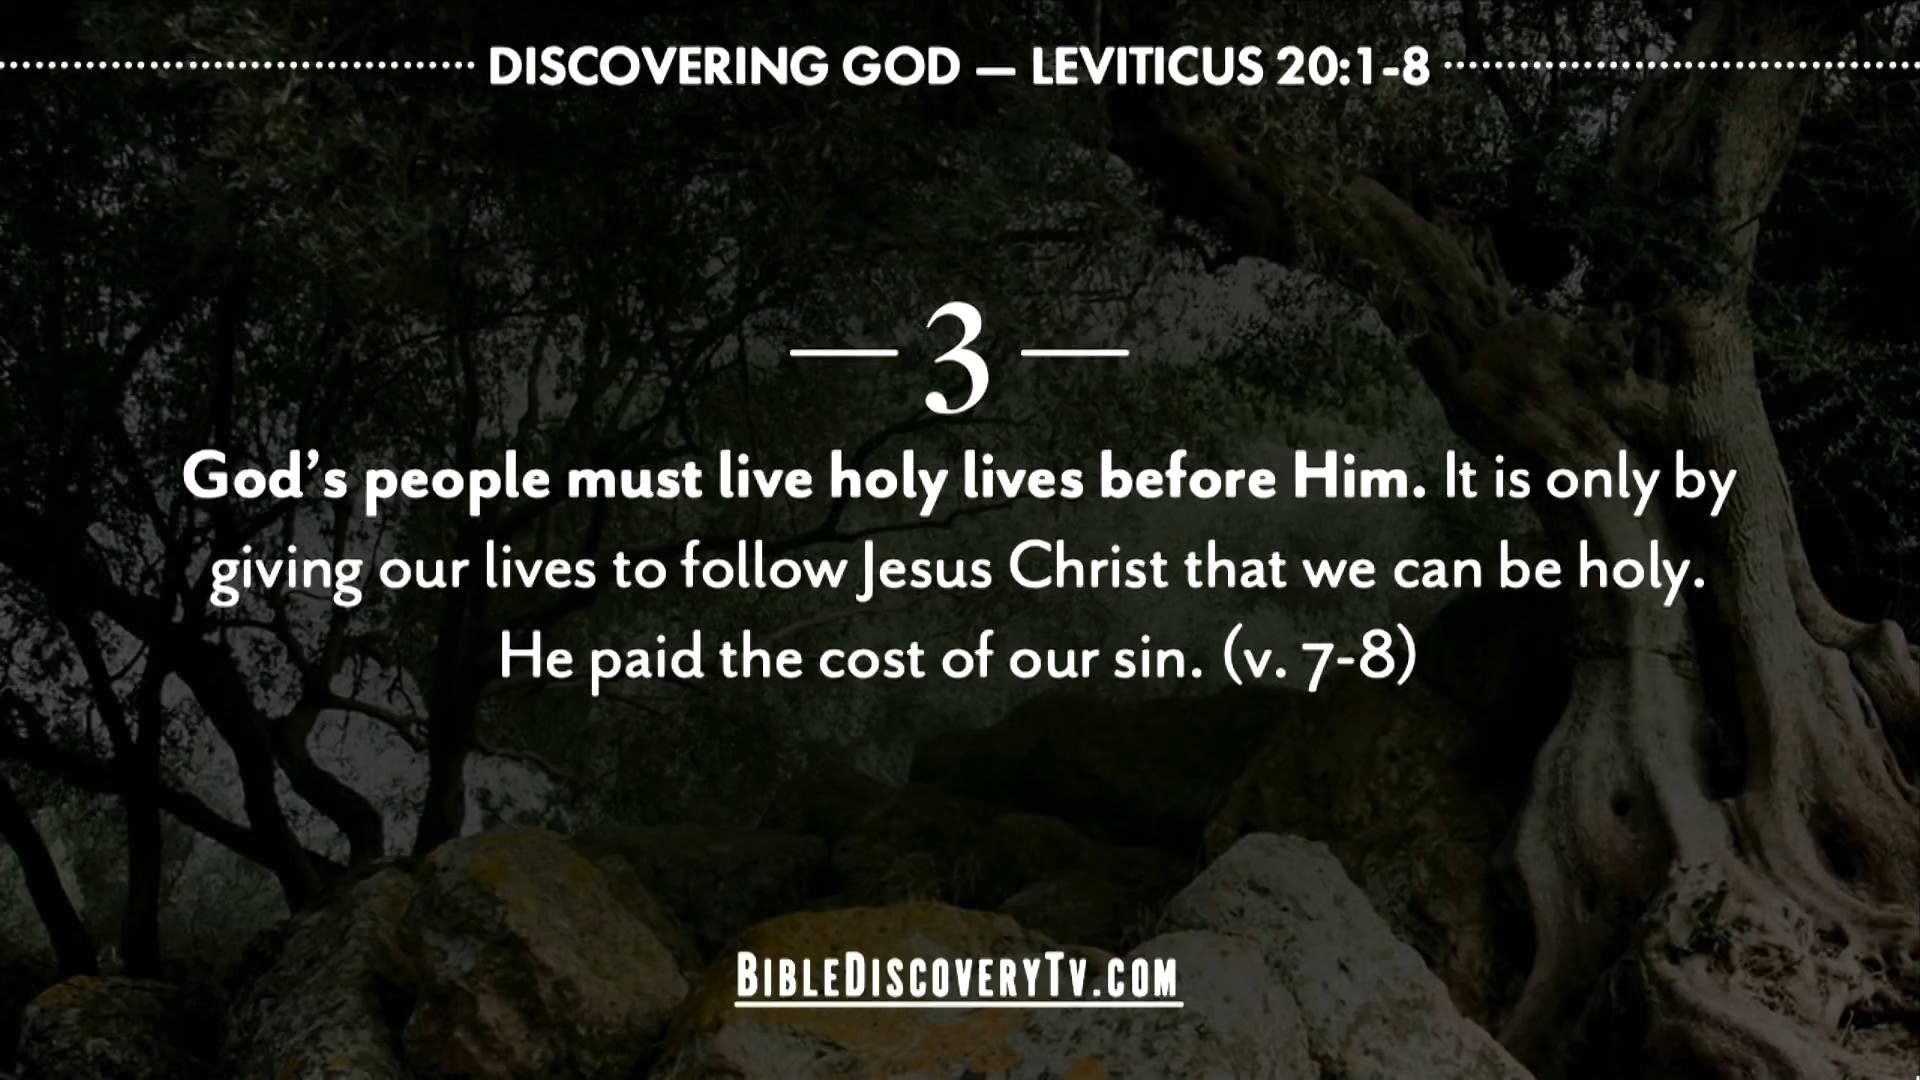 DISCOVERING GOD — LEVITICUS 20:1-8
— 3 —
God's people must live holy lives before Him. It is only by
giving our lives to follow Jesus Christ that we can be holy.
He paid the cost of our sin. (v. 7-8)
BIBLEDISCOVERYTV.COM